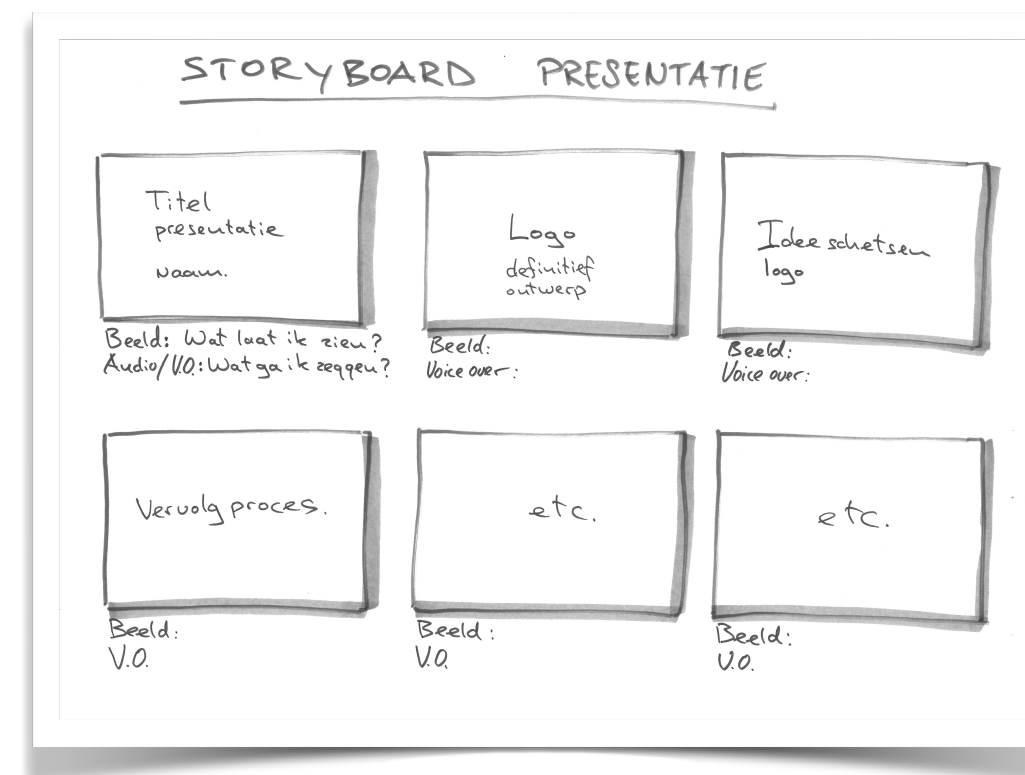 STORYBOARD PRESENTATIE
Titel
presentatie
Naam.
Beeld: Wat laat ik zien?
Audio/V.O.: Wat ga ik zeggen?
Logo
definitief
ontwerp
Beeld:
Voice over:
Idee schetsen
logo
Beeld:
Voice over:
Vervolg proces.
Beeld:
V.O.
etc.
Beeld:
V.O.
etc.
Beeld:
V.O.